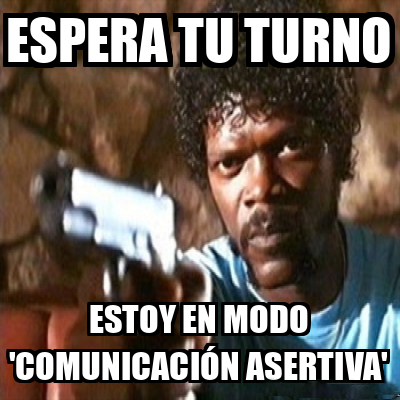 ESPERA TU TURNO
ESTOY EN MODO
'COMUNICACIÓN ASERTIVA'